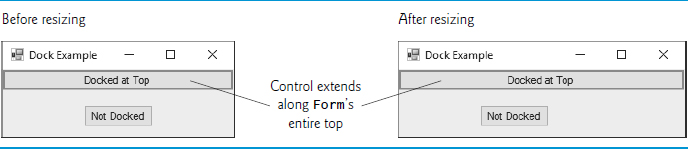 Before resizing
After resizing
Dock Example
Docked at Top
Not Docked
Control extends
along Form's
entire top
Dock Example
Docked at Top
Not Docked